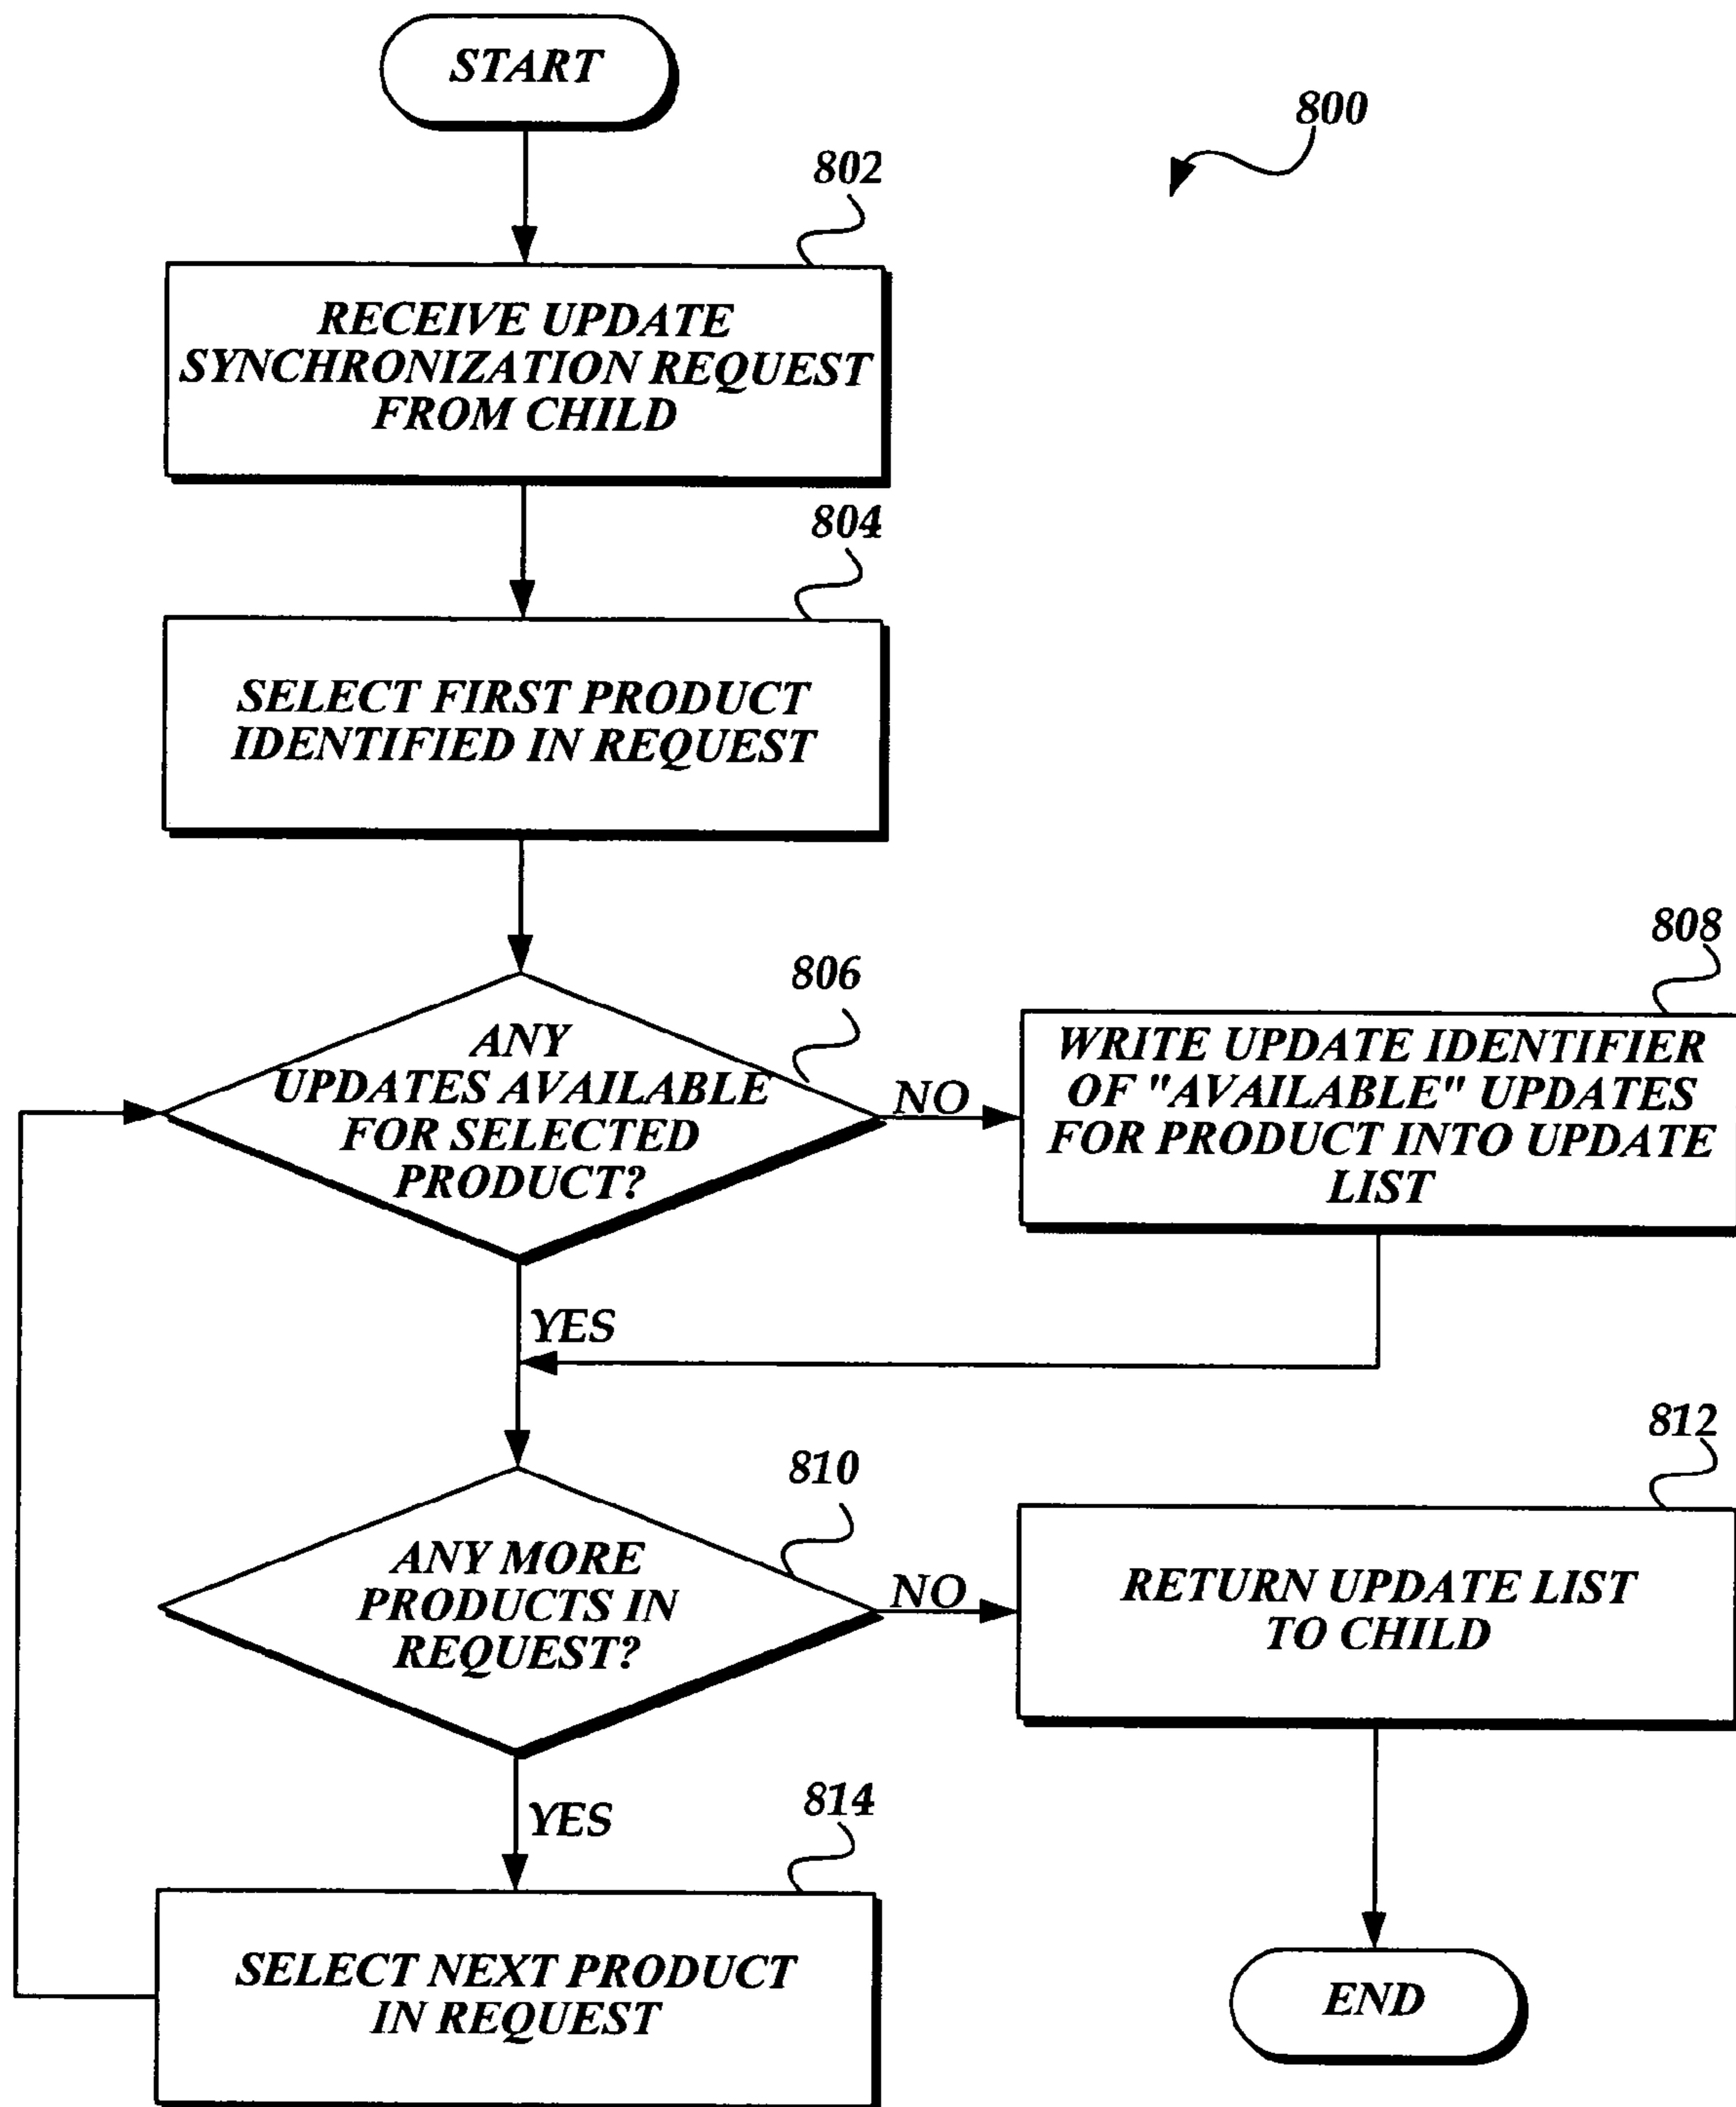 START
800
802
RECEIVE UPDATE
SYNCHRONIZATION REQUEST
FROM CHILD
804
SELECT FIRST PRODUCT
IDENTIFIED IN REQUEST
806
ANY
UPDATES AVAILABLE
FOR SELECTED
PRODUCT?
NO
808
WRITE UPDATE IDENTIFIER
OF "AVAILABLE" UPDATES
FOR PRODUCT INTO UPDATE
LIST
YES
810
ANY MORE
PRODUCTS IN
REQUEST?
NO
812
RETURN UPDATE LIST
TO CHILD
YES
814
SELECT NEXT PRODUCT
IN REQUEST
END